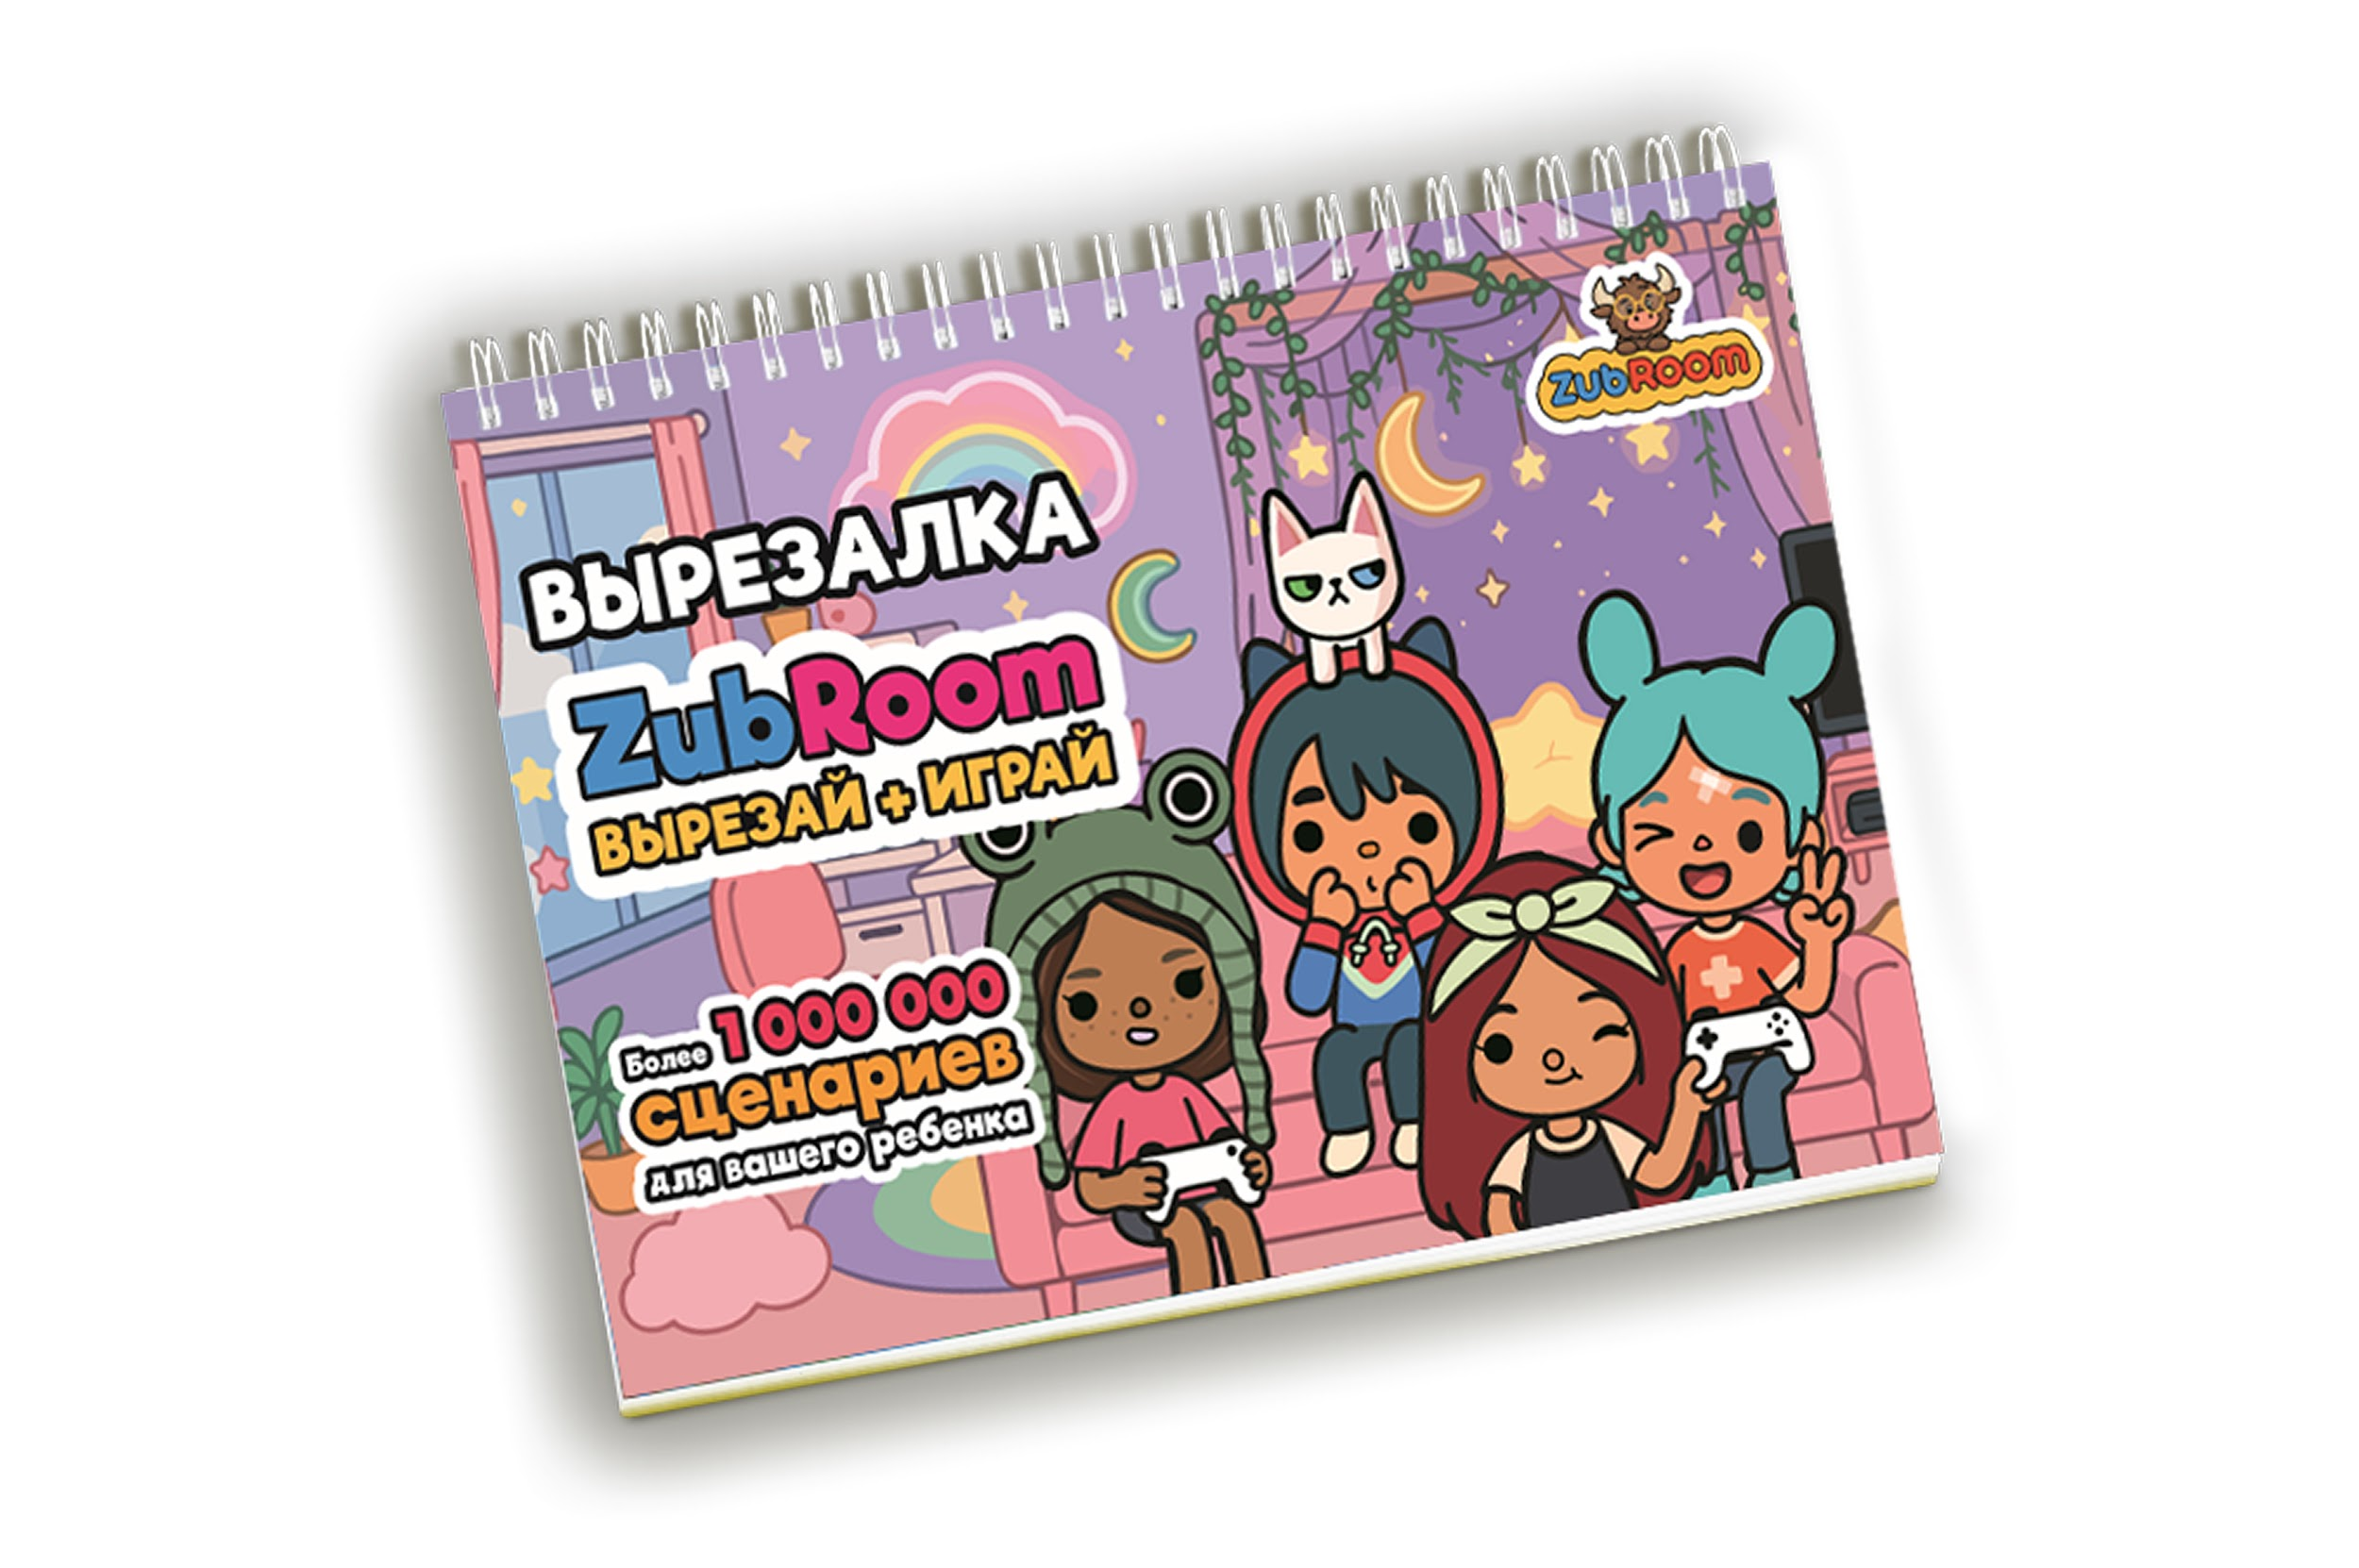 ZubRoom
ВЫРЕЗАЛКА
ZubRoom
ВЫРЕЗАЙ + ИГРАЙ
Более 1 000 000
сценариев
для вашего ребенка